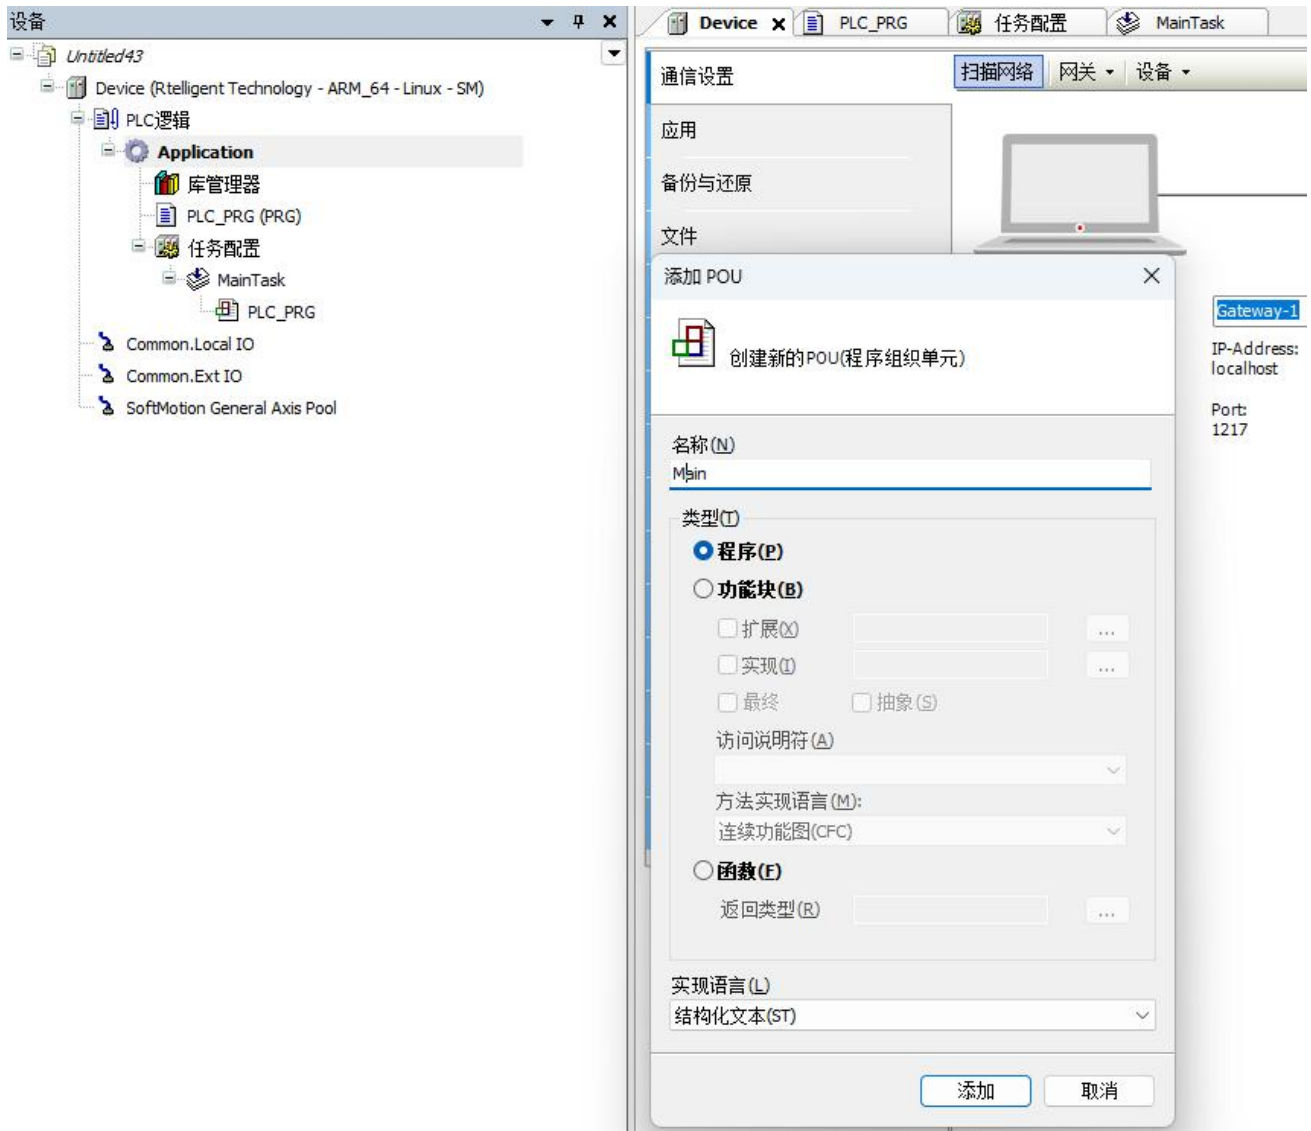 设备
Untitled43
Device (Rtelligent Technology - ARM_64 - Linux - SM)
PLC逻辑
Application
库管理器
PLC_PRG (PRG)
任务配置
MainTask
PLC_PRG
Common.Local IO
Common.Ext IO
SoftMotion General Axis Pool
Device
PLC_PRG
任务配置
MainTask
通信设置
应用
备份与还原
文件
扫描网络
网关
设备
Gateway-1
IP-Address:
localhost
Port:
1217
添加 POU
创建新的POU(程序组织单元)
名称(N)
Main
类型(T)
程序(P)
功能块(B)
扩展(X)
...
实现(I)
...
最终 抽象(S)
访问说明符(A)
方法实现语言(M):
连续功能图(CFC)
函数(F)
返回类型(R)
...
实现语言(L)
结构化文本(ST)
添加 取消